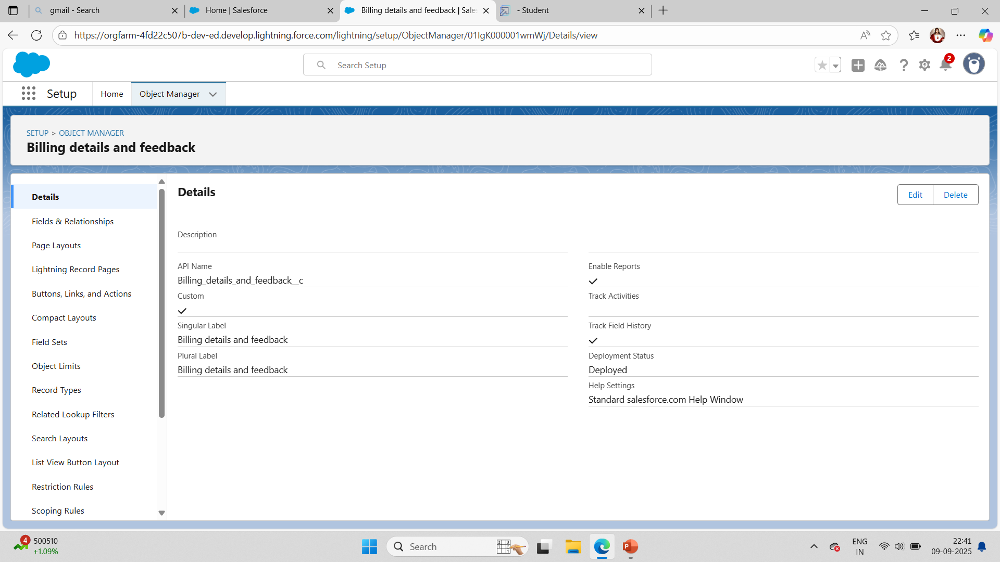 gmail - Search
Home | Salesforce
Billing details and feedback | Sale
- Student
https://orgfarm-4fd22c507b-dev-ed.develop.lightning.force.com/lightning/setup/ObjectManager/01IgK000001wmWj/Details/view
Search Setup
2
Setup
Home
Object Manager
SETUP > OBJECT MANAGER
Billing details and feedback
Details
Fields & Relationships
Page Layouts
Lightning Record Pages
Buttons, Links, and Actions
Compact Layouts
Field Sets
Object Limits
Record Types
Related Lookup Filters
Search Layouts
List View Button Layout
Restriction Rules
Scoping Rules
Details
Edit
Delete
Description
API Name
Billing_details_and_feedback__c
Custom
Singular Label
Billing details and feedback
Plural Label
Billing details and feedback
Enable Reports
Track Activities
Track Field History
Deployment Status
Deployed
Help Settings
Standard salesforce.com Help Window
4
500510
+1.09%
Search
ENG
IN
22:41
09-09-2025